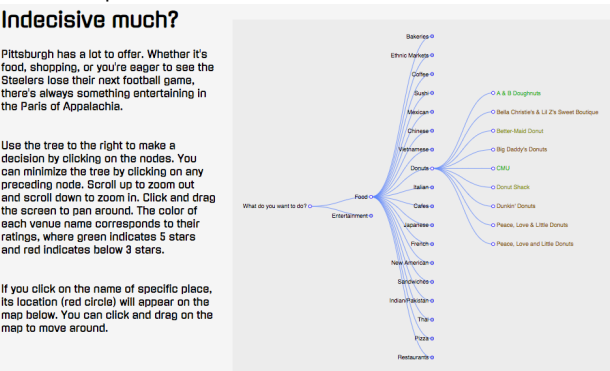 Indecisive much?
Pittsburgh has a lot to offer. Whether it's
food, shopping, or you're eager to see the
Steelers lose their next football game,
there's always something entertaining in
the Paris of Appalachia.
Use the tree to the right to make a
decision by clicking on the nodes. You
can minimize the tree by clicking on any
preceding node. Scroll up to zoom out
and scroll down to zoom in. Click and drag
the screen to pan around. The color of
each venue name corresponds to their
ratings, where green indicates 5 stars
and red indicates below 3 stars.
If you click on the name of specific place,
its location (red circle) will appear on the
map below. You can click and drag on the
map to move around.
What do you want to do?
Food
Entertainment
Bakeries
Ethnic Markets
Coffee
Sushi
Mexican
Chinese
Vietnamese
Donuts
Italian
Cafes
Japanese
French
New American
Sandwiches
Indian/Pakistan
Thai
Pizza
Restaurants
A & B Doughnuts
Bella Christie's & Lil Z's Sweet Boutique
Better-Maid Donut
Big Daddy's Donuts
CMU
Donut Shack
Dunkin' Donuts
Peace, Love & Little Donuts
Peace, Love and Little Donuts